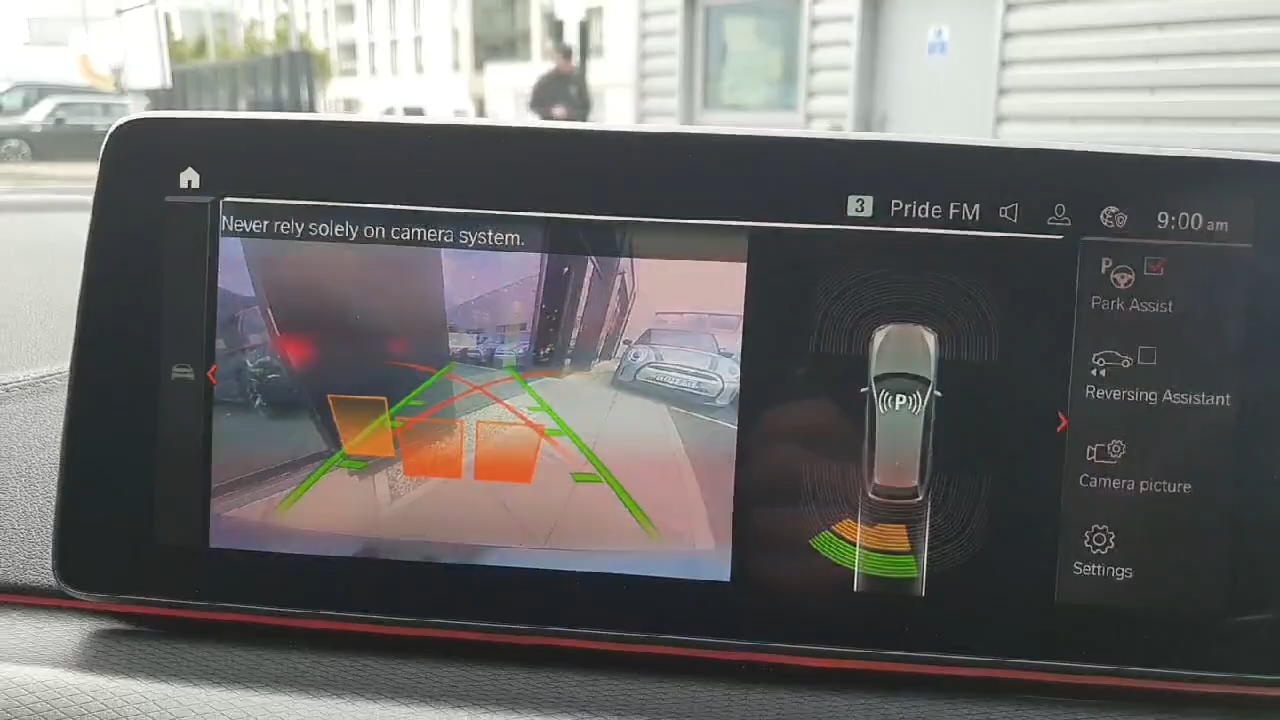 3 Pride FM 9:00 am
Never rely solely on camera system.
P
Park Assist
(P)
Reversing Assistant
Camera picture
Settings